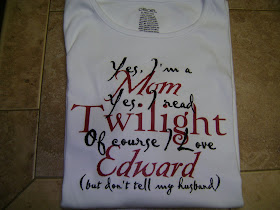 Yes, I'm a
Mom
Yes, I read
Twilight
Of course I Love
Edward
(but don't tell my husband)